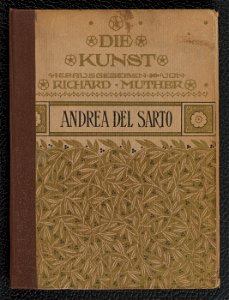 DIE
KUNST
HERAUSGEGEBEN VON
RICHARD · MUTHER
ANDREA DEL SARTO